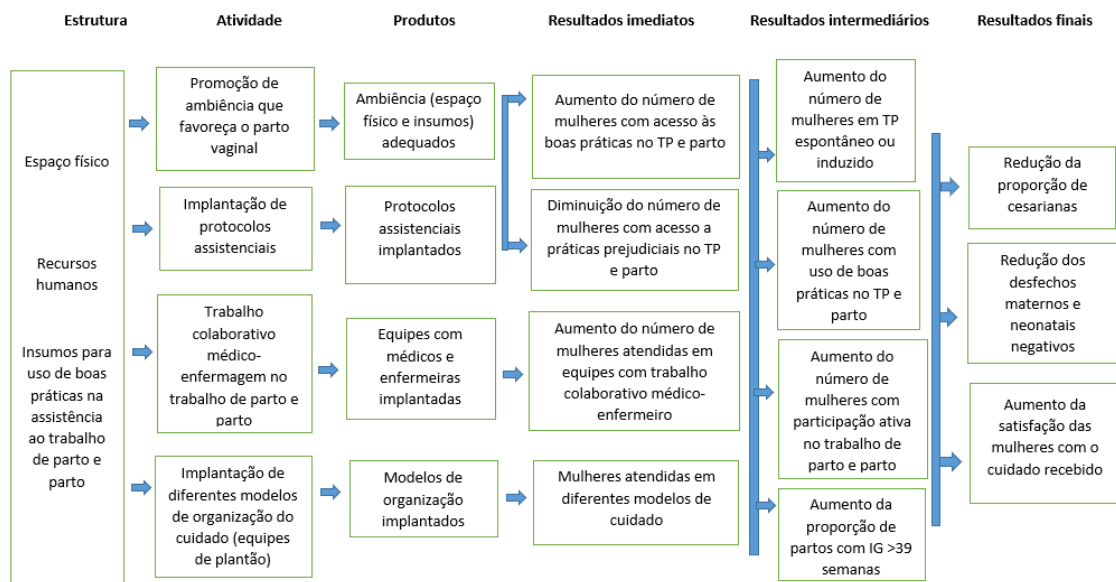 Estrutura
Atividade
Produtos
Resultados imediatos
Resultados intermediários
Resultados finais
Espaço físico
Recursos
humanos
Insumos para
uso de boas
práticas na
assistência
ao trabalho
de parto e
parto
Promoção de
ambiência que
favoreça o parto
vaginal
Implantação de
protocolos
assistenciais
Trabalho
colaborativo
médico-
enfermagem no
trabalho de parto e
parto
Implantação de
diferentes modelos
de organização do
cuidado (equipes
de plantão)
Ambiência (espaço
físico e insumos)
adequados
Protocolos
assistenciais
implantados
Equipes com
médicos e
enfermeiras
implantadas
Modelos de
organização
implantados
Aumento do número de
mulheres com acesso às
boas práticas no TP e parto
Diminuição do número de
mulheres com acesso a
práticas prejudiciais no TP
e parto
Aumento do número de
mulheres atendidas em
equipes com trabalho
colaborativo médico-
enfermeiro
Mulheres atendidas em
diferentes modelos de
cuidado
Aumento do
número de
mulheres em TP
espontâneo ou
induzido
Aumento do
número de
mulheres com
uso de boas
práticas no TP e
parto
Aumento do
número de
mulheres com
participação ativa
no trabalho de
parto e parto
Aumento da
proporção de
partos com IG >39
semanas
Redução da
proporção de
cesarianas
Redução dos
desfechos
maternos e
neonatais
negativos
Aumento da
satisfação das
mulheres com o
cuidado recebido